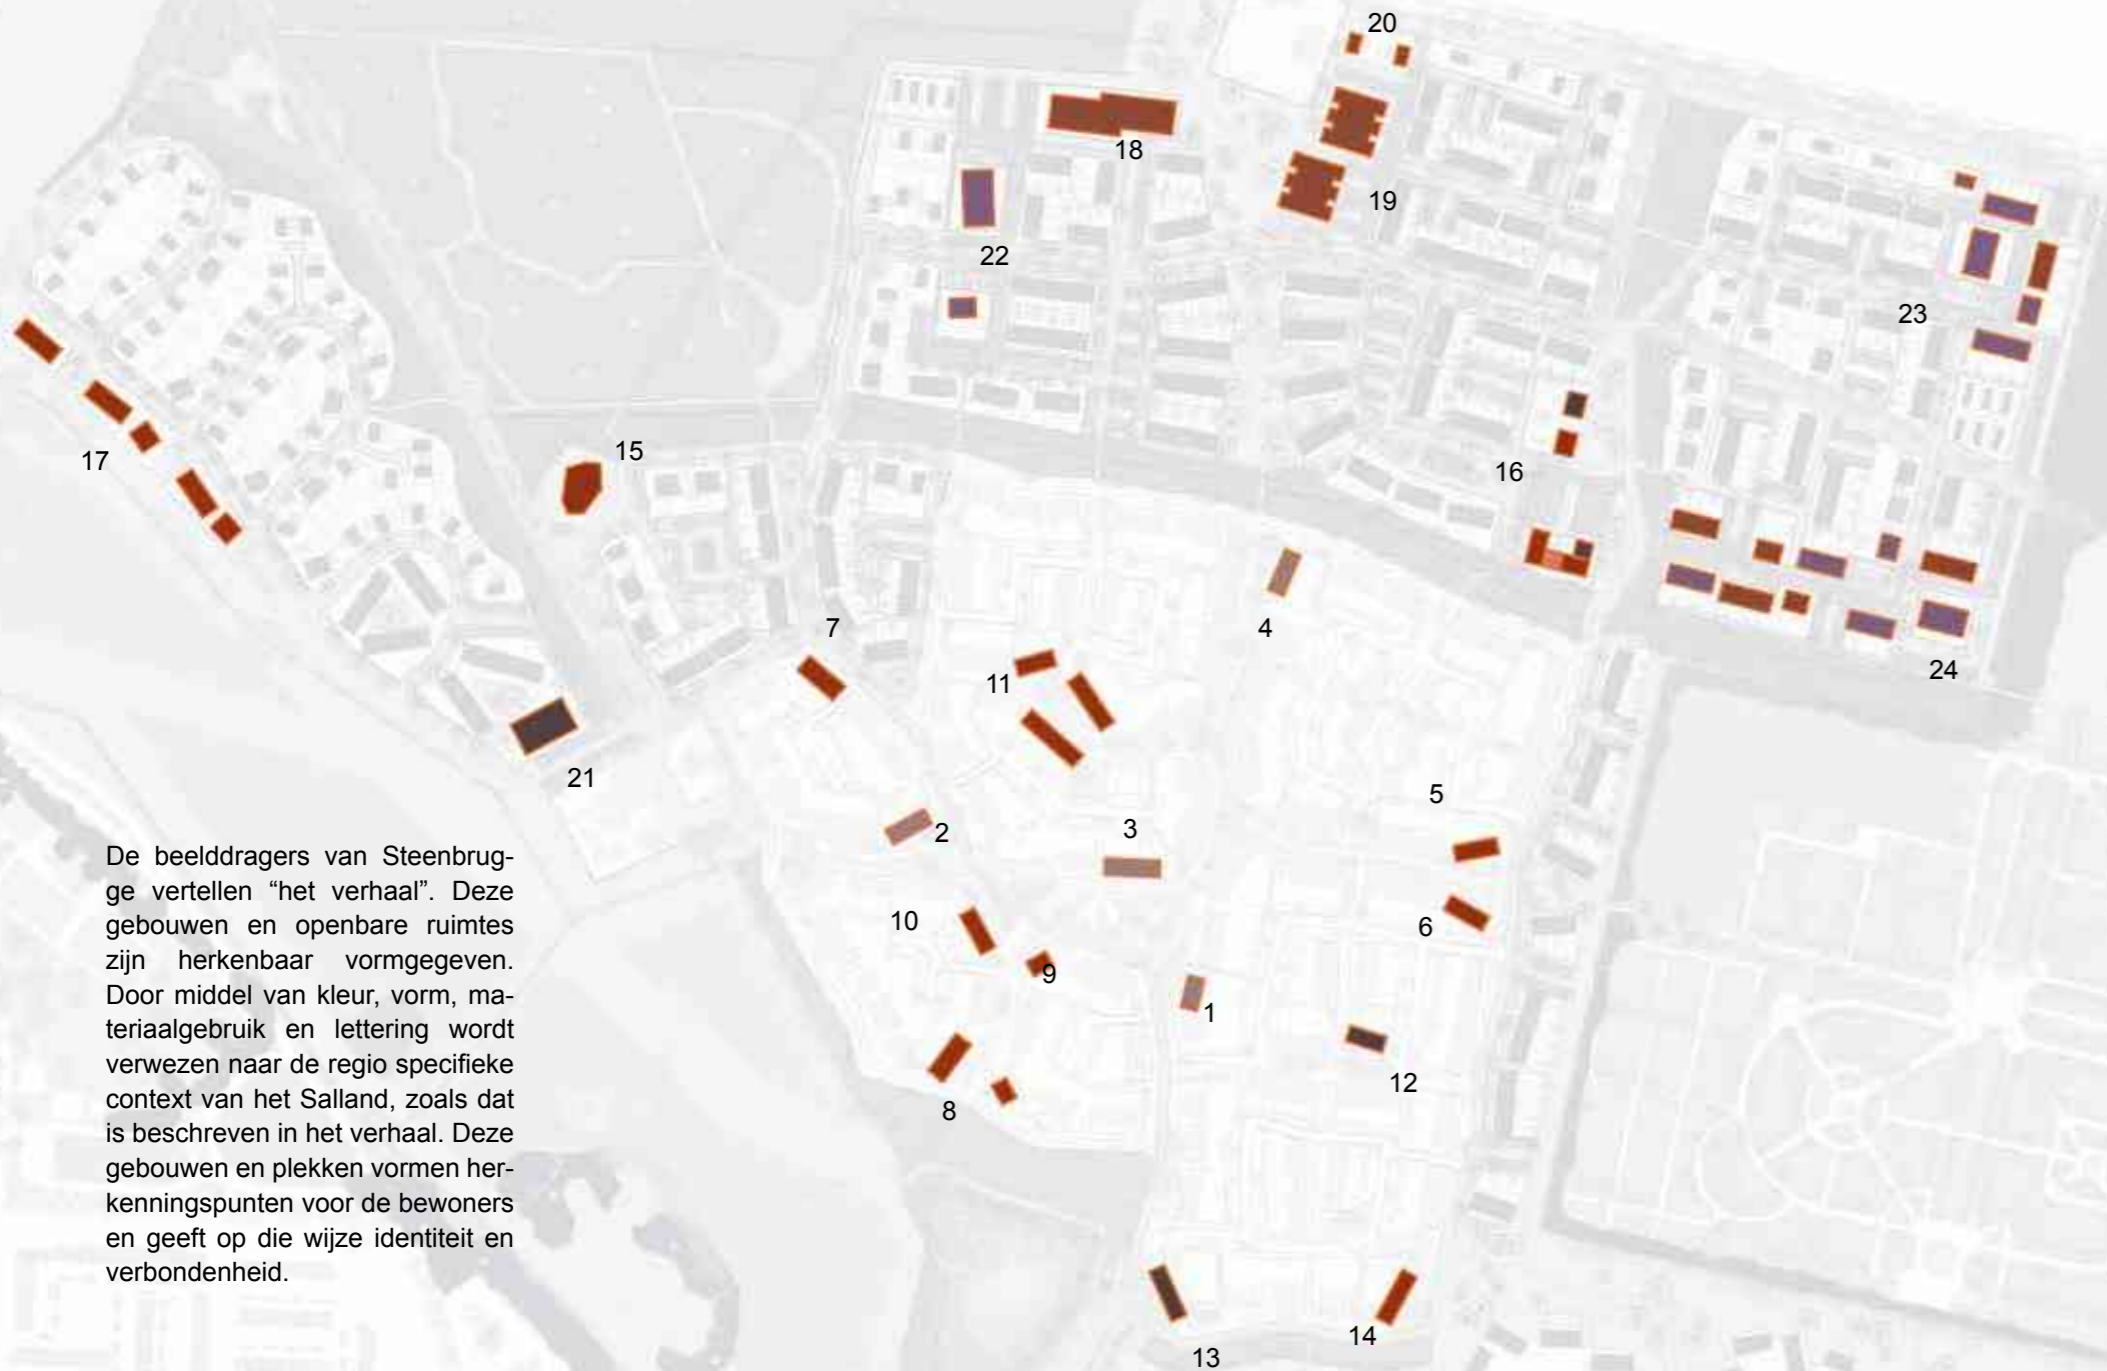 20
18
19
22
23
15
17
16
7
4
11
24
21
5
2
3
De beelddragers van Steenbrug-
ge vertellen “het verhaal”. Deze
gebouwen en openbare ruimtes
zijn herkenbaar vormgegeven.
Door middel van kleur, vorm, ma-
teriaalgebruik en lettering wordt
verwezen naar de regio specifieke
context van het Salland, zoals dat
is beschreven in het verhaal. Deze
gebouwen en plekken vormen her-
kenningspunten voor de bewoners
en geeft op die wijze identiteit en
verbondenheid.
10
6
9
1
12
8
14
13